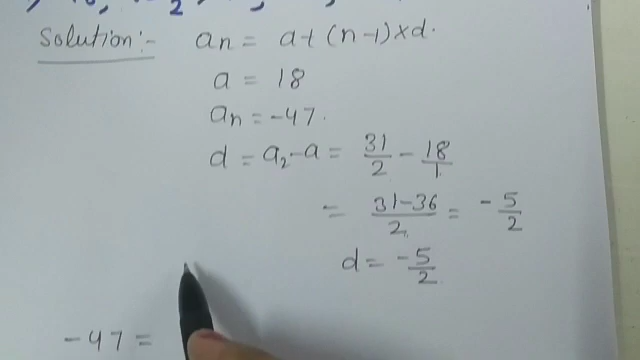 Solution:- an = a+(n-1)xd.
a = 18
an = -47.
d = a2-a = 31/2 - 18/1
= 31-36/2 = -5/2
d = -5/2
-47 =